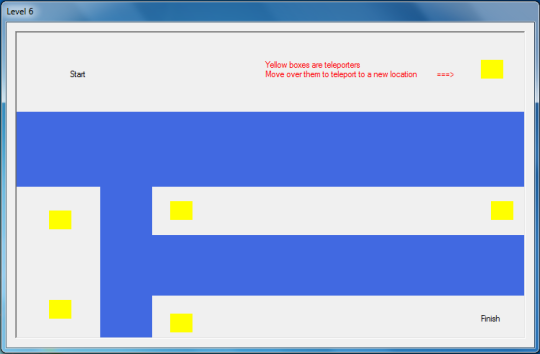 Level 6
Yellow boxes are teleporters
Start
Move over them to teleport to a new location ===>
Finish